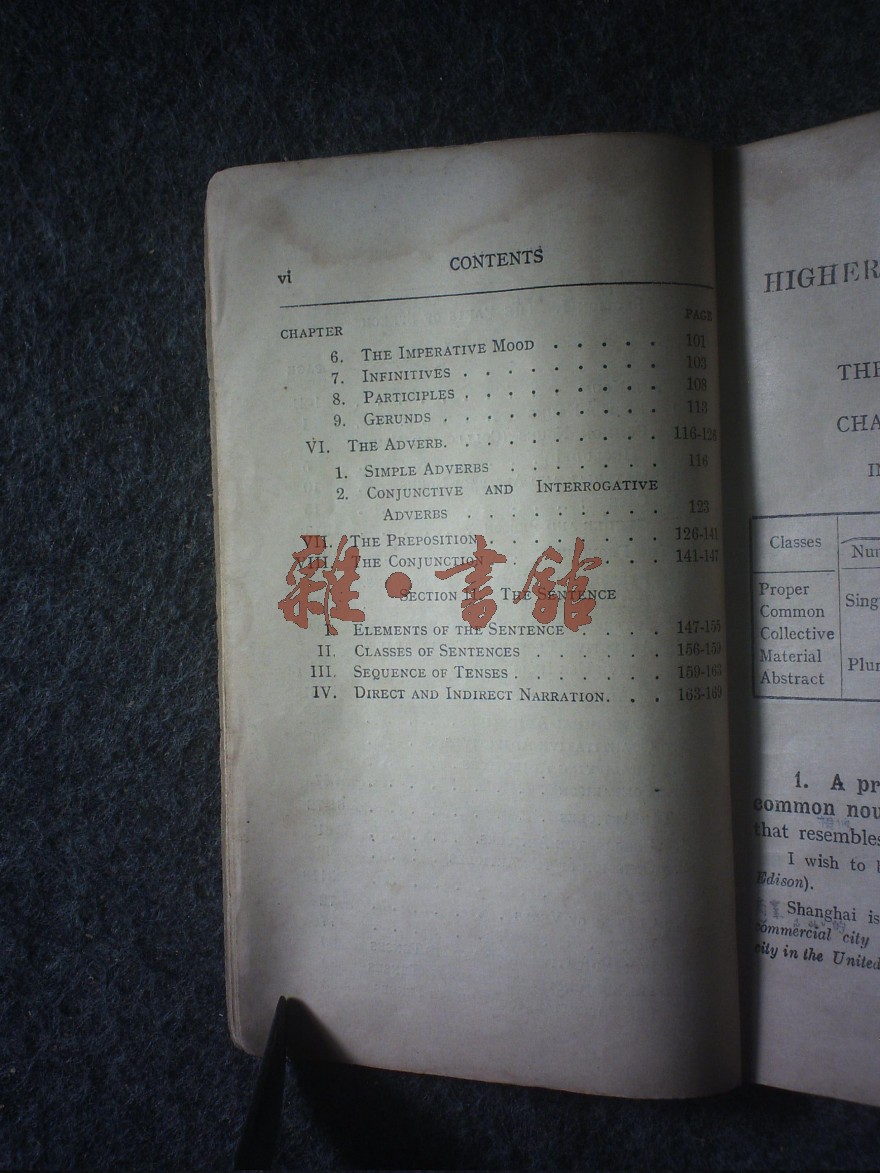 vi
CONTENTS
CHAPTER
PAGE
6. THE IMPERATIVE MOOD . . . . . 101
7. INFINITIVES . . . . . . . . . 103
8. PARTICIPLES . . . . . . . . . 108
9. GERUNDS . . . . . . . . . . 113
VI. THE ADVERB. . . . . . . . . . 116-126
1. SIMPLE ADVERBS . . . . . . . 116
2. CONJUNCTIVE AND INTERROGATIVE
ADVERBS . . . . . . . . . 123
VII. THE PREPOSITION . . . . . . . . 126-141
VIII. THE CONJUNCTION . . . . . . . . 141-147
SECTION II. THE SENTENCE
I. ELEMENTS OF THE SENTENCE . . . . 147-155
II. CLASSES OF SENTENCES . . . . . . 156-159
III. SEQUENCE OF TENSES . . . . . . . 159-163
IV. DIRECT AND INDIRECT NARRATION. . . 163-169
雜·書館
HIGHER
THE
CHA
IN
Classes
Nu
Proper
Common
Collective
Material
Abstract
Sing
Plur
1. A pr
common nou
that resembles
I wish to
Edison).
Shanghai is
commercial city
city in the United